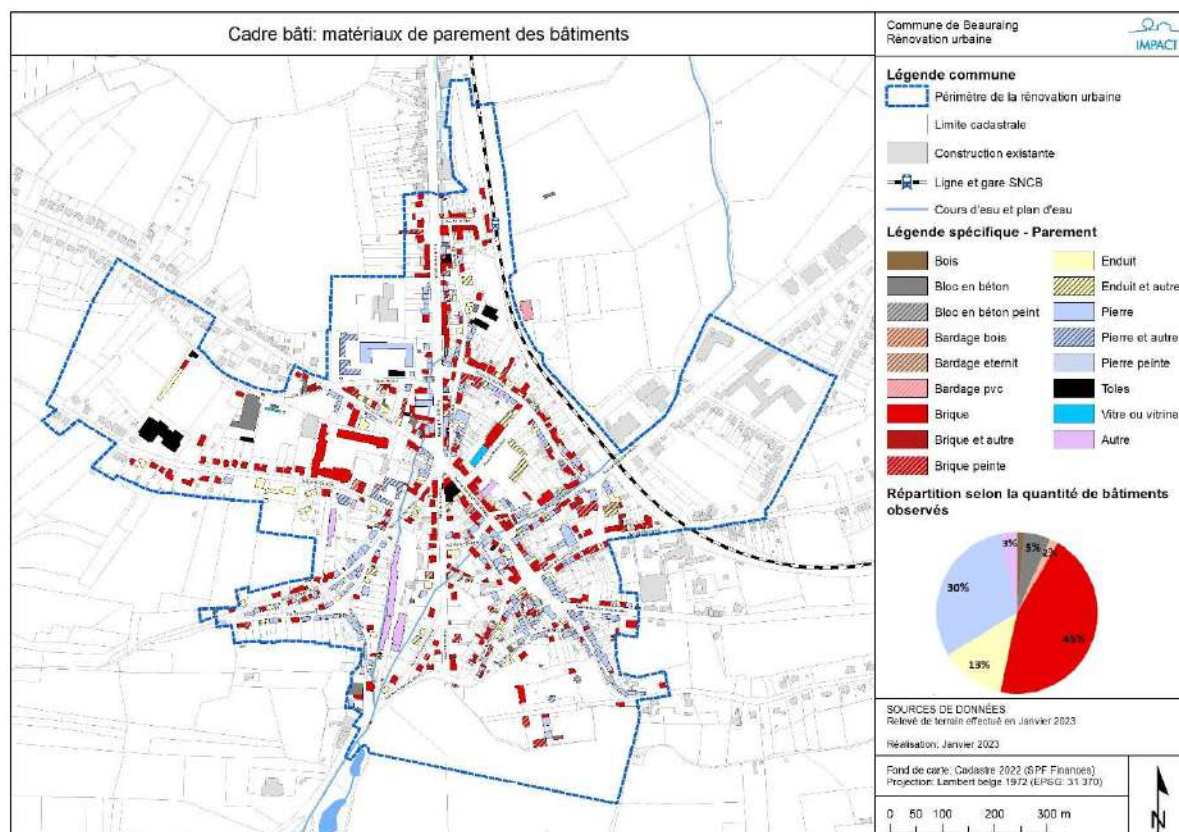 Cadre bâti: matériaux de parement des bâtiments
Commune de Beauraing
Rénovation urbaine
IMPACT
Légende commune
Périmètre de la rénovation urbaine
Limite cadastrale
Construction existante
Ligne et gare SNCB
Cours d'eau et plan d'eau
Légende spécifique - Parement
Bois
Bloc en béton
Bloc en béton peint
Bardage bois
Bardage eternit
Bardage pvc
Brique
Brique et autre
Brique peinte
Enduit
Enduit et autre
Pierre
Pierre et autre
Pierre peinte
Toles
Vitre ou vitrine
Autre
Répartition selon la quantité de bâtiments
observés
3%
5%
2%
30%
45%
13%
SOURCES DE DONNÉES
Relevé de terrain effectué en Janvier 2023
Réalisation: Janvier 2023
Fond de carte: Cadastre 2022 (SPF Finances)
Projection: Lambert belge 1972 (EPSG: 31 370)
0 50 100 200 300 m
N